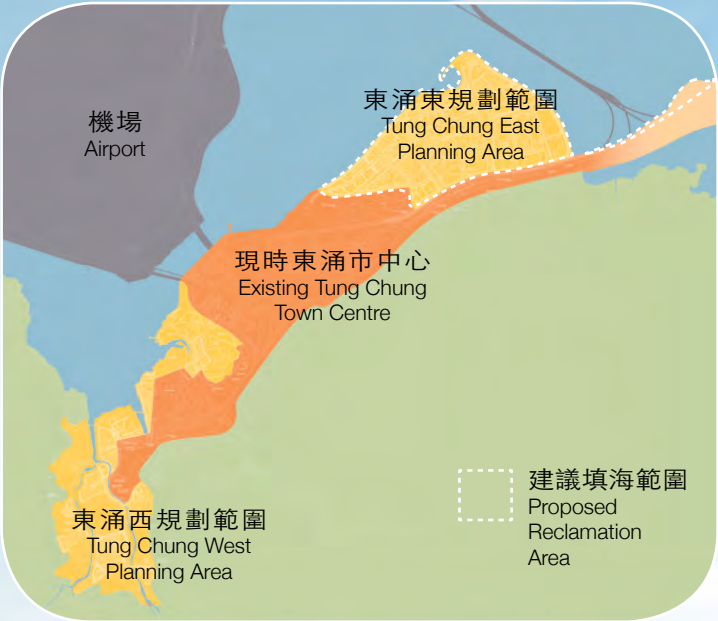 機場
Airport
東涌東規劃範圍
Tung Chung East
Planning Area
現時東涌市中心
Existing Tung Chung
Town Centre
東涌西規劃範圍
Tung Chung West
Planning Area
建議填海範圍
Proposed
Reclamation
Area